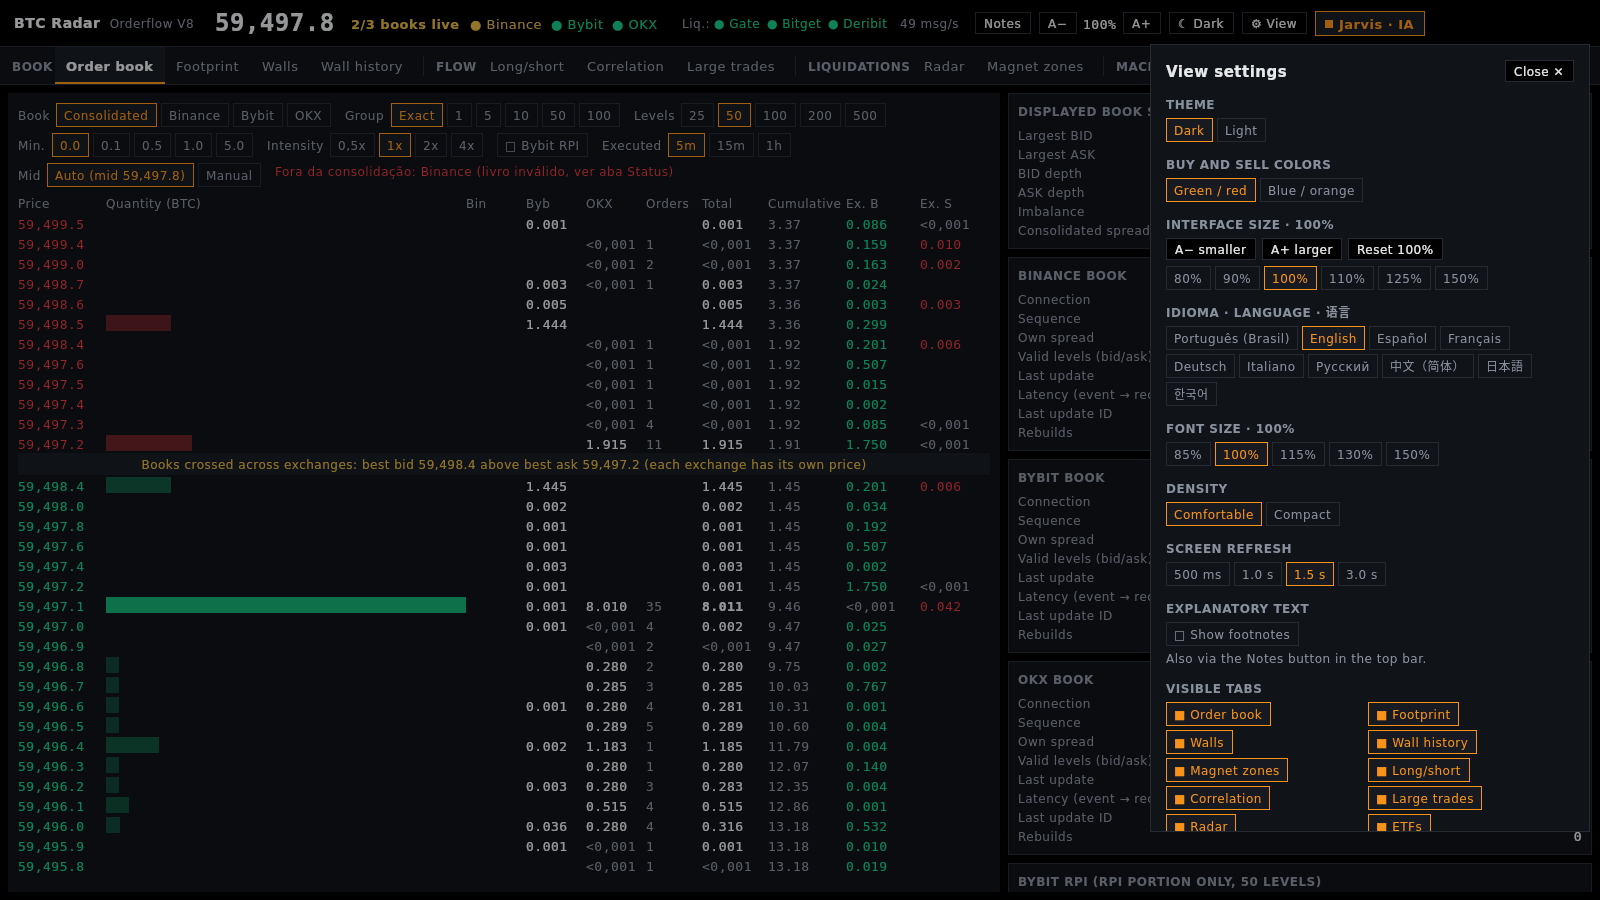 BTC Radar Orderflow V8 59,497.8 2/3 books live ● Binance ● Bybit ● OKX Liq.: ● Gate ● Bitget ● Deribit 49 msg/s Notes A− 100% A+ ☾ Dark ⚙ View ■ Jarvis · IA
BOOK Order book Footprint Walls Wall history FLOW Long/short Correlation Large trades LIQUIDATIONS Radar Magnet zones
Book Consolidated Binance Bybit OKX Group Exact 1 5 10 50 100 Levels 25 50 100 200 500
Min. 0.0 0.1 0.5 1.0 5.0 Intensity 0,5x 1x 2x 4x □ Bybit RPI Executed 5m 15m 1h
Mid Auto (mid 59,497.8) Manual Fora da consolidação: Binance (livro inválido, ver aba Status)
Price Quantity (BTC) Bin Byb OKX Orders Total Cumulative Ex. B Ex. S
59,499.5 0.001 0.001 3.37 0.086 <0,001
59,499.4 <0,001 1 <0,001 3.37 0.159 0.010
59,499.0 <0,001 2 <0,001 3.37 0.163 0.002
59,498.7 0.003 <0,001 1 0.003 3.37 0.024
59,498.6 0.005 0.005 3.36 0.003 0.003
59,498.5 1.444 1.444 3.36 0.299
59,498.4 <0,001 1 <0,001 1.92 0.201 0.006
59,497.6 <0,001 1 <0,001 1.92 0.507
59,497.5 <0,001 1 <0,001 1.92 0.015
59,497.4 <0,001 1 <0,001 1.92 0.002
59,497.3 <0,001 4 <0,001 1.92 0.085 <0,001
59,497.2 1.915 11 1.915 1.91 1.750 <0,001
Books crossed across exchanges: best bid 59,498.4 above best ask 59,497.2 (each exchange has its own price)
59,498.4 1.445 1.445 1.45 0.201 0.006
59,498.0 0.002 0.002 1.45 0.034
59,497.8 0.001 0.001 1.45 0.192
59,497.6 0.001 0.001 1.45 0.507
59,497.4 0.003 0.003 1.45 0.002
59,497.2 0.001 0.001 1.45 1.750 <0,001
59,497.1 0.001 8.010 35 8.011 9.46 <0,001 0.042
59,497.0 0.001 <0,001 4 0.002 9.47 0.025
59,496.9 <0,001 2 <0,001 9.47 0.027
59,496.8 0.280 2 0.280 9.75 0.002
59,496.7 0.285 3 0.285 10.03 0.767
59,496.6 0.001 0.280 4 0.281 10.31 0.001
59,496.5 0.289 5 0.289 10.60 0.004
59,496.4 0.002 1.183 1 1.185 11.79 0.004
59,496.3 0.280 1 0.280 12.07 0.140
59,496.2 0.003 0.280 3 0.283 12.35 0.004
59,496.1 0.515 4 0.515 12.86 0.001
59,496.0 0.036 0.280 4 0.316 13.18 0.532
59,495.9 0.001 <0,001 1 0.001 13.18 0.010
59,495.8 <0,001 1 <0,001 13.18 0.019
DISPLAYED BOOK
Largest BID
Largest ASK
BID depth
ASK depth
Imbalance
Consolidated spread
BINANCE BOOK
Connection
Sequence
Own spread
Valid levels (bid/ask)
Last update
Latency (event →
Last update ID
Rebuilds
BYBIT BOOK
Connection
Sequence
Own spread
Valid levels (bid/ask)
Last update
Latency (event →
Last update ID
Rebuilds
OKX BOOK
Connection
Sequence
Own spread
Valid levels (bid/ask)
Last update
Latency (event →
Last update ID
Rebuilds 0
BYBIT RPI (RPI PORTION ONLY, 50 LEVELS)
View settings Close ✕
THEME
Dark Light
BUY AND SELL COLORS
Green / red Blue / orange
INTERFACE SIZE · 100%
A− smaller A+ larger Reset 100%
80% 90% 100% 110% 125% 150%
IDIOMA · LANGUAGE · 语言
Português (Brasil) English Español Français
Deutsch Italiano Русский 中文（简体） 日本語
한국어
FONT SIZE · 100%
85% 100% 115% 130% 150%
DENSITY
Comfortable Compact
SCREEN REFRESH
500 ms 1.0 s 1.5 s 3.0 s
EXPLANATORY TEXT
□ Show footnotes
Also via the Notes button in the top bar.
VISIBLE TABS
■ Order book ■ Footprint
■ Walls ■ Wall history
■ Magnet zones ■ Long/short
■ Correlation ■ Large trades
■ Radar ■ ETFs